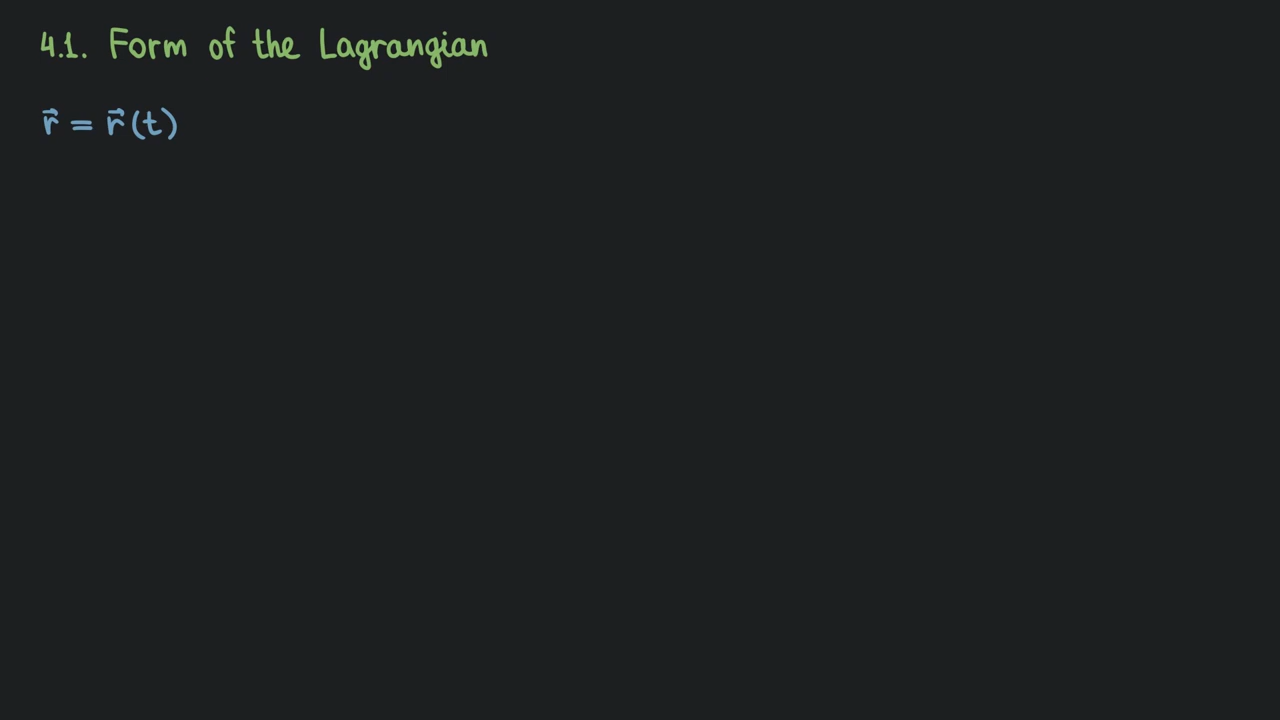 4.1. Form of the Lagrangian
r⃗ = r⃗(t)